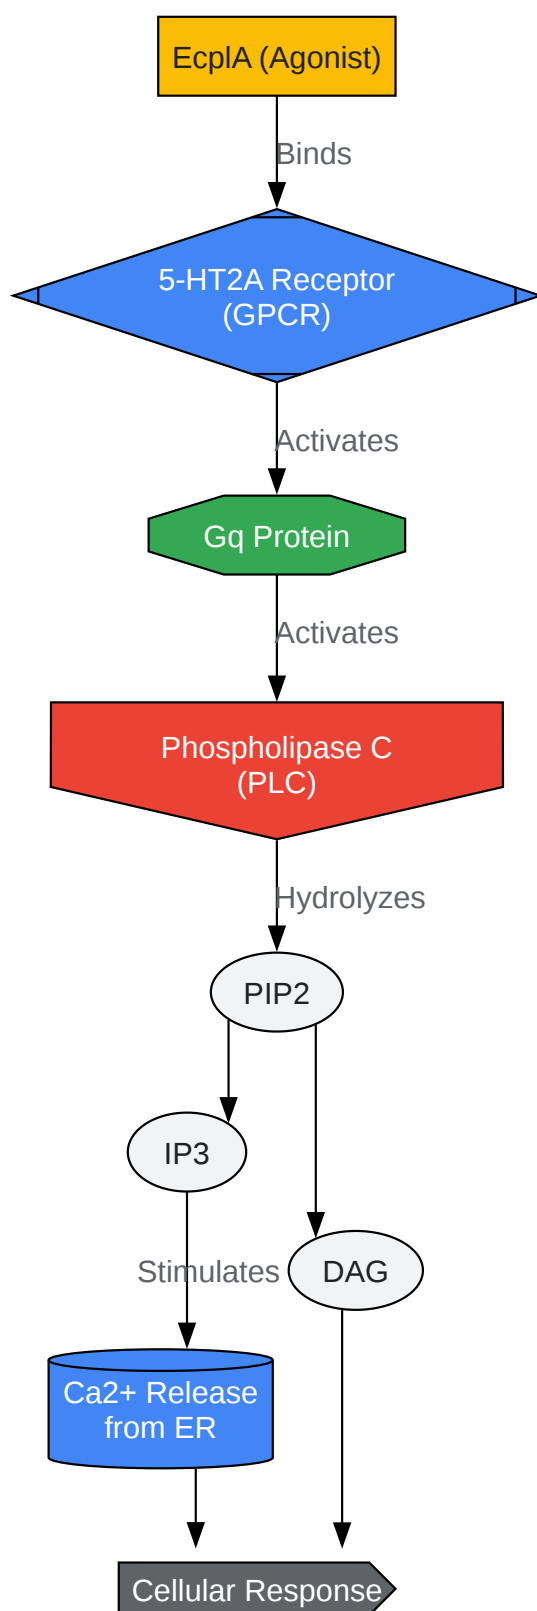 EcplA (Agonist)
Binds
5-HT2A Receptor
(GPCR)
Activates
Gq Protein
Activates
Phospholipase C
(PLC)
Hydrolyzes
PIP2
IP3
Stimulates
DAG
Ca2+ Release
from ER
Cellular Response